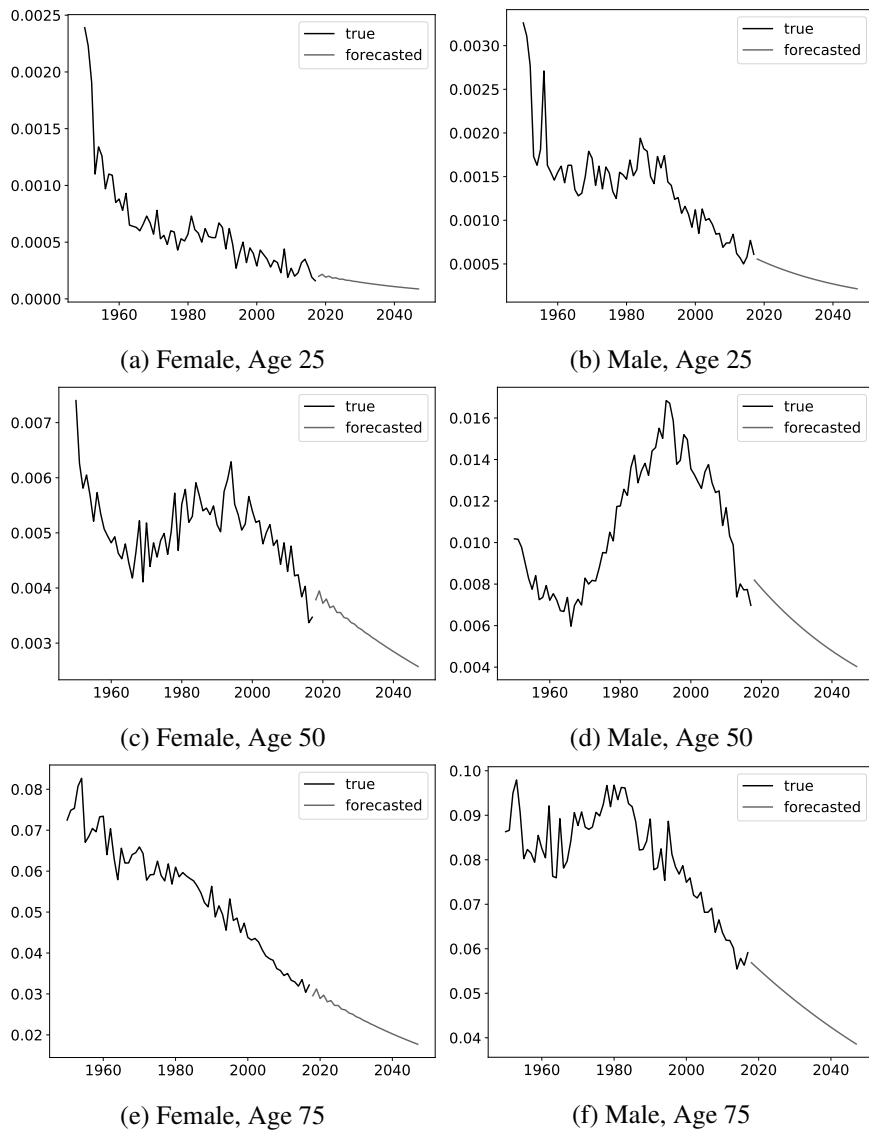 0.0025
0.0020
0.0015
0.0010
0.0005
0.0000
1960 1980 2000 2020 2040
true
forecasted
(a) Female, Age 25
0.0030
0.0025
0.0020
0.0015
0.0010
0.0005
1960 1980 2000 2020 2040
true
forecasted
(b) Male, Age 25
0.007
0.006
0.005
0.004
0.003
1960 1980 2000 2020 2040
true
forecasted
(c) Female, Age 50
0.016
0.014
0.012
0.010
0.008
0.006
0.004
1960 1980 2000 2020 2040
true
forecasted
(d) Male, Age 50
0.08
0.07
0.06
0.05
0.04
0.03
0.02
1960 1980 2000 2020 2040
true
forecasted
(e) Female, Age 75
0.10
0.09
0.08
0.07
0.06
0.05
0.04
1960 1980 2000 2020 2040
true
forecasted
(f) Male, Age 75